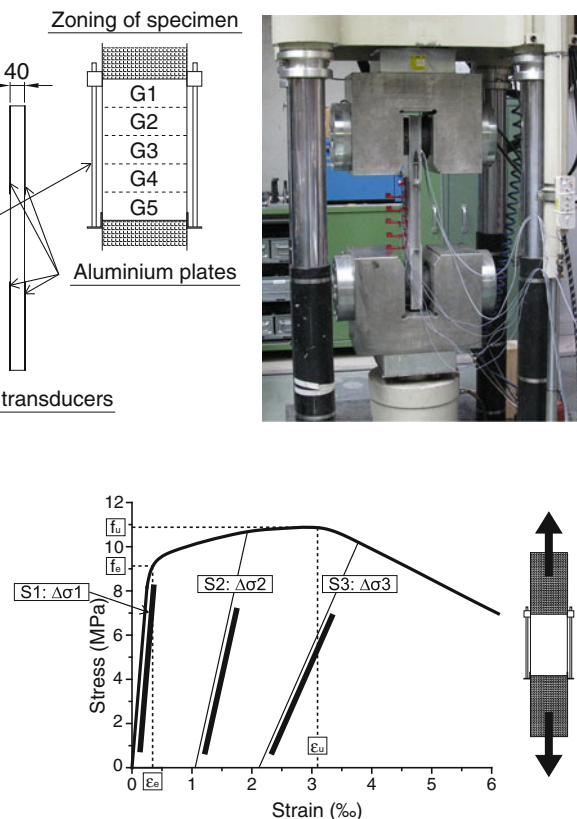 Zoning of specimen
40
G1
G2
G3
G4
G5
Aluminium plates
transducers
12
10
8
6
4
2
0
Stress (MPa)
fu
fe
S1: Δσ1
S2: Δσ2
S3: Δσ3
εe
εu
0
1
2
3
4
5
6
Strain (‰)